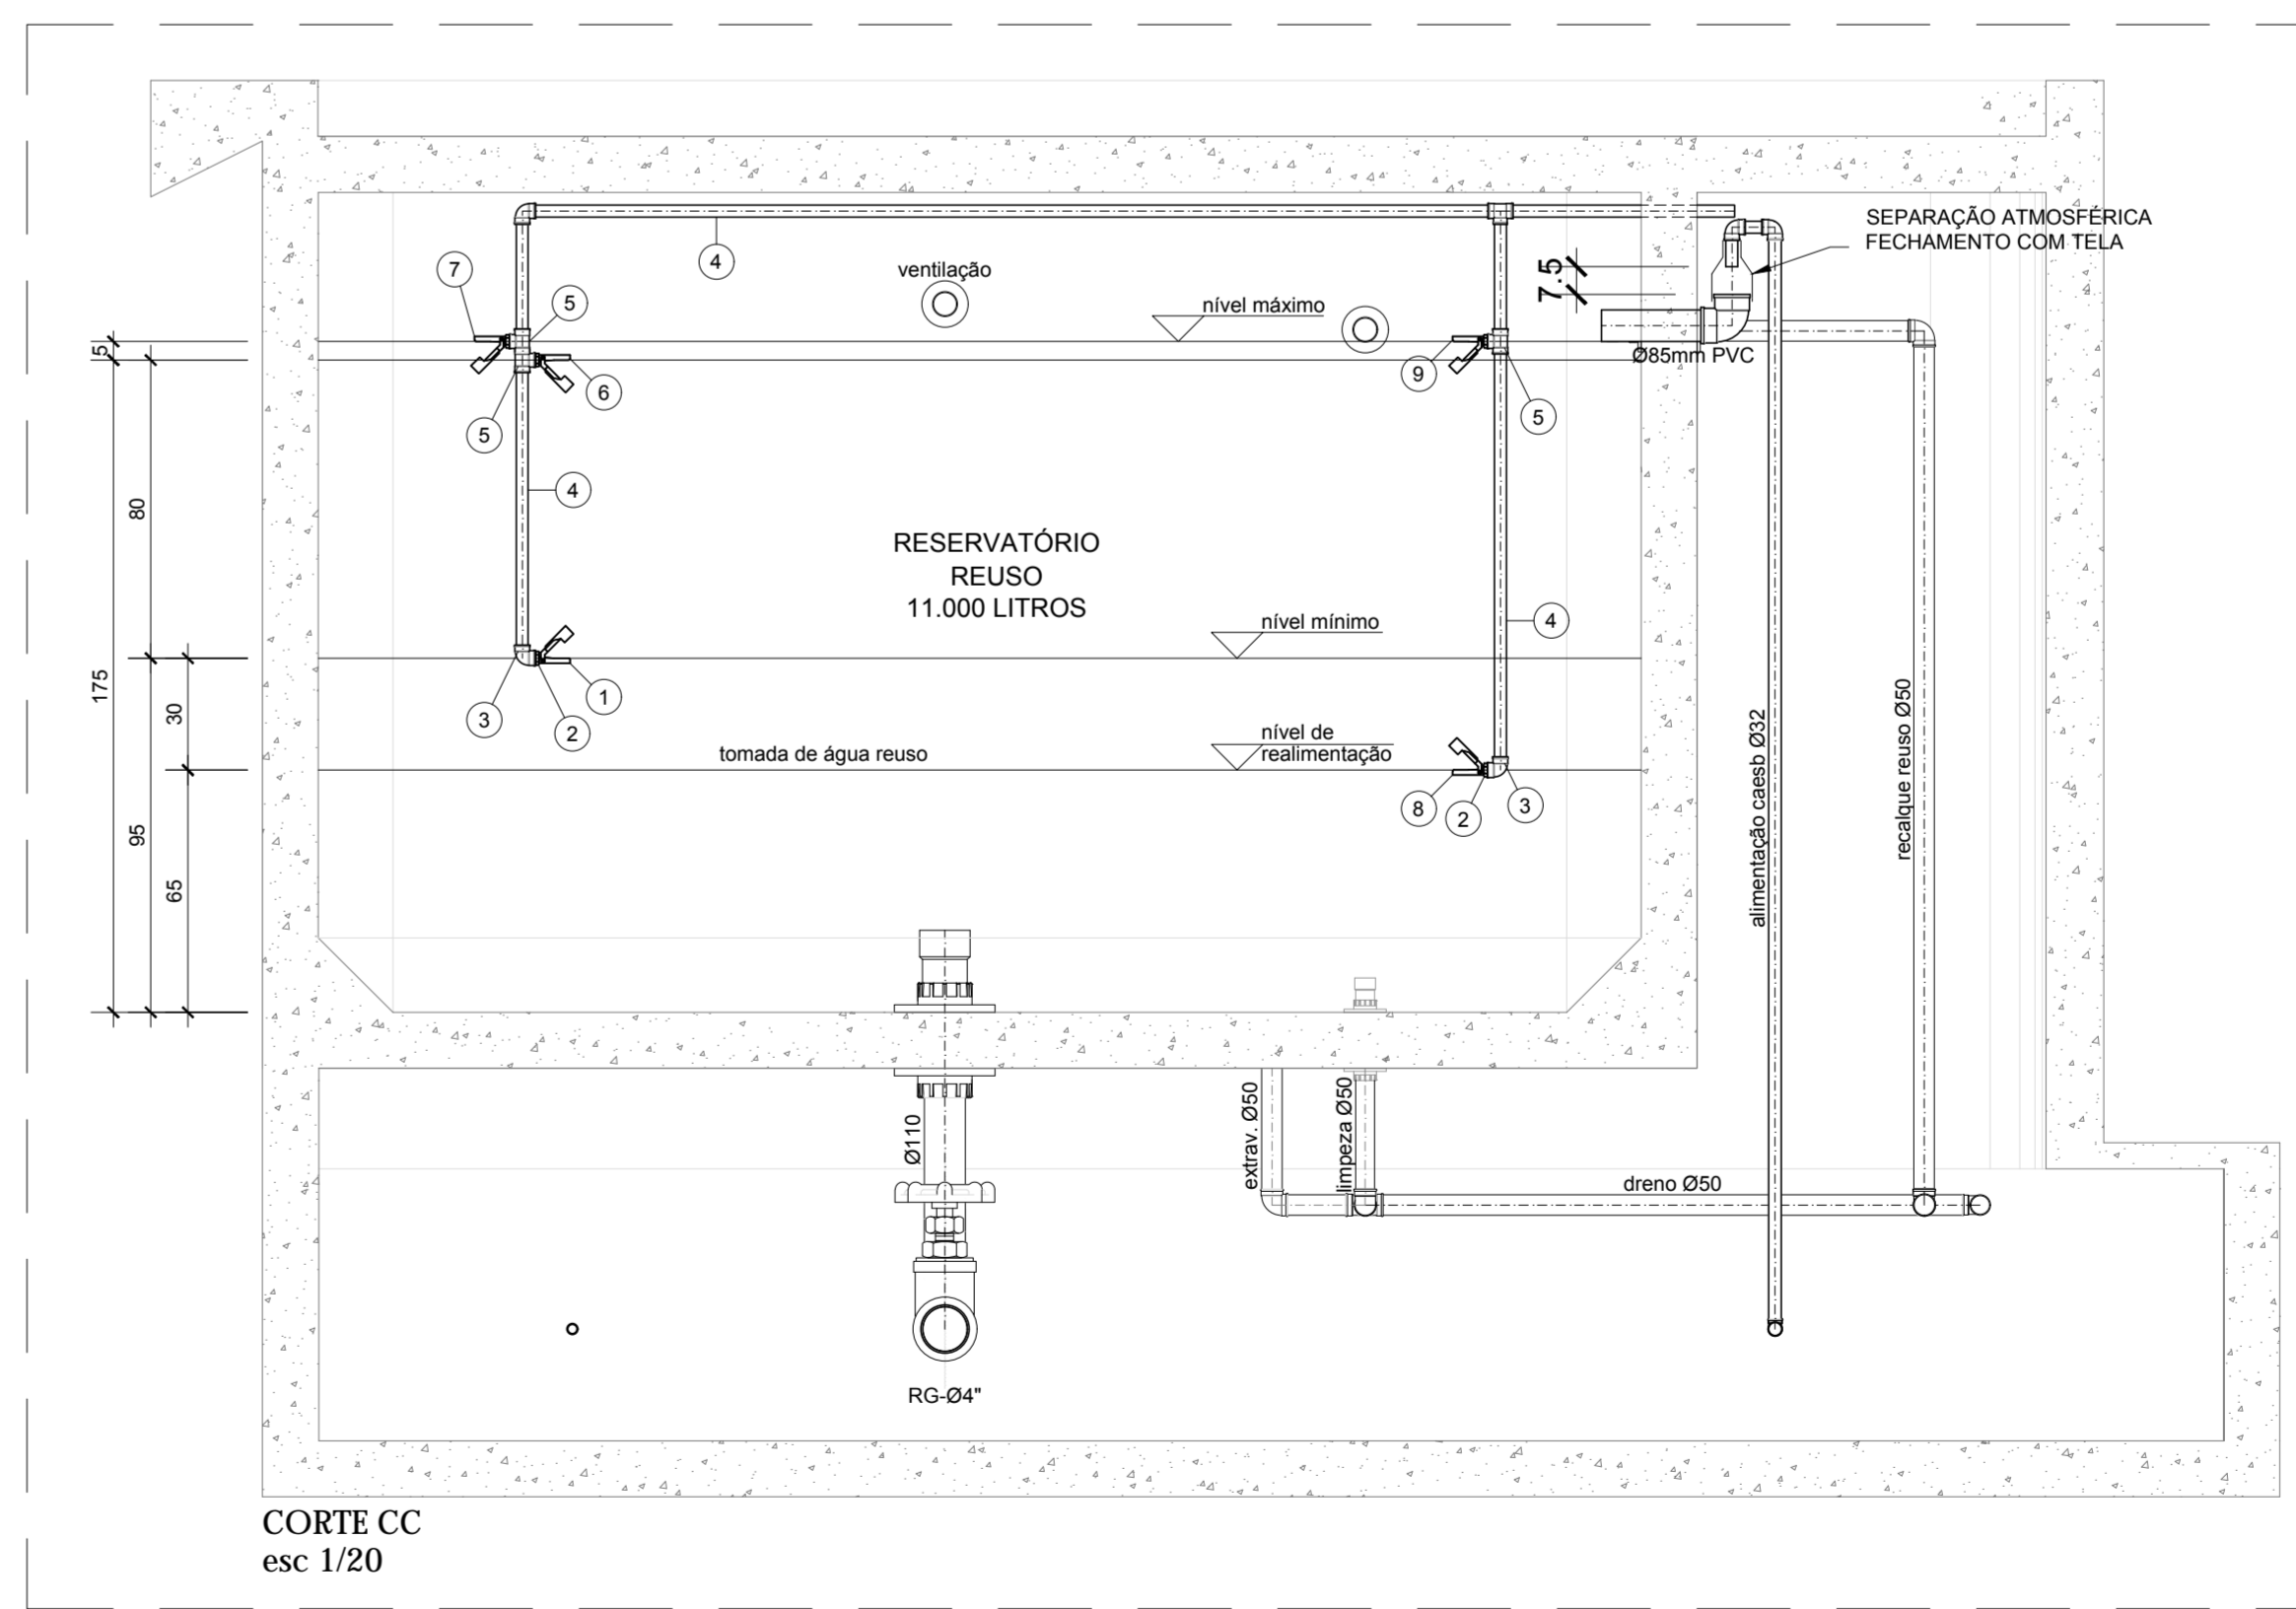 SEPARAÇÃO ATMOSFÉRICA
FECHAMENTO COM TELA
7
4
ventilação
7.5
5
nível máximo
5
9
Ø85mm PVC
6
5
5
80
4
RESERVATÓRIO
REUSO
11.000 LITROS
nível mínimo
4
175
30
1
3
2
nível de
realimentação
tomada de água reuso
alimentação caesb Ø32
recalque reuso Ø50
8
2
3
95
65
Ø110
extrav. Ø50
limpeza Ø50
dreno Ø50
RG-Ø4"
CORTE CC
esc 1/20